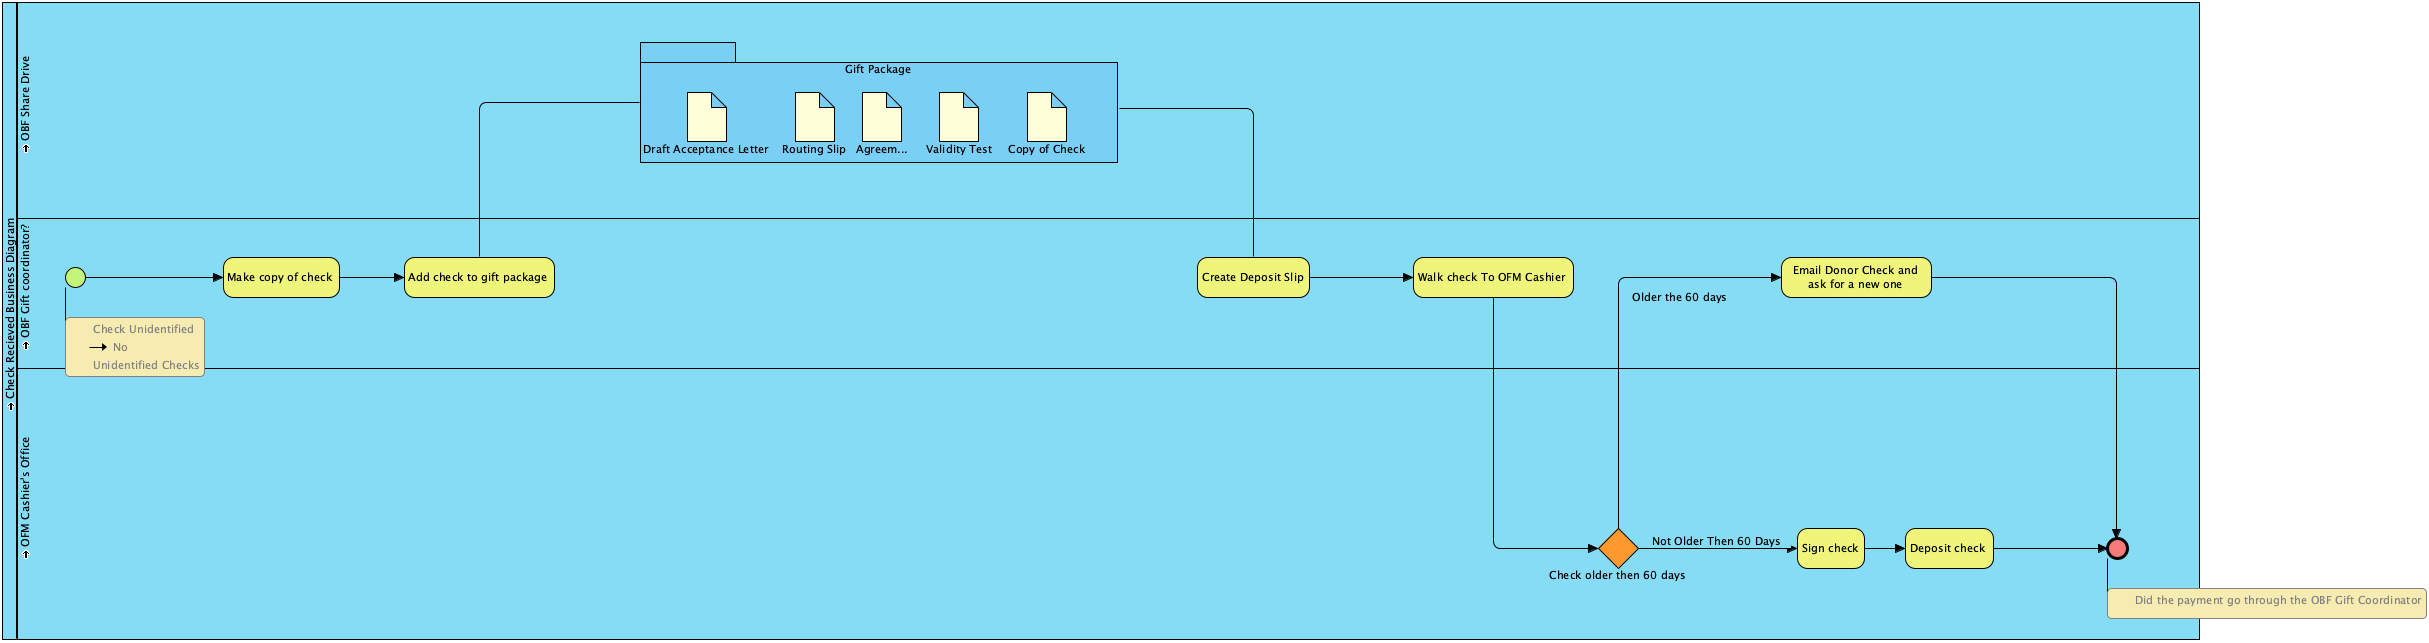 Check Recieved Business Diagram
OBF Share Drive
Gift Package
Draft Acceptance Letter
Routing Slip
Agreem...
Validity Test
Copy of Check
OBF Gift coordinator?
Make copy of check
Add check to gift package
Create Deposit Slip
Walk check To OFM Cashier
Older the 60 days
Email Donor Check and
ask for a new one
Check Unidentified
No
Unidentified Checks
OFM Cashier's Office
Check older then 60 days
Not Older Then 60 Days
Sign check
Deposit check
Did the payment go through the OBF Gift Coordinator